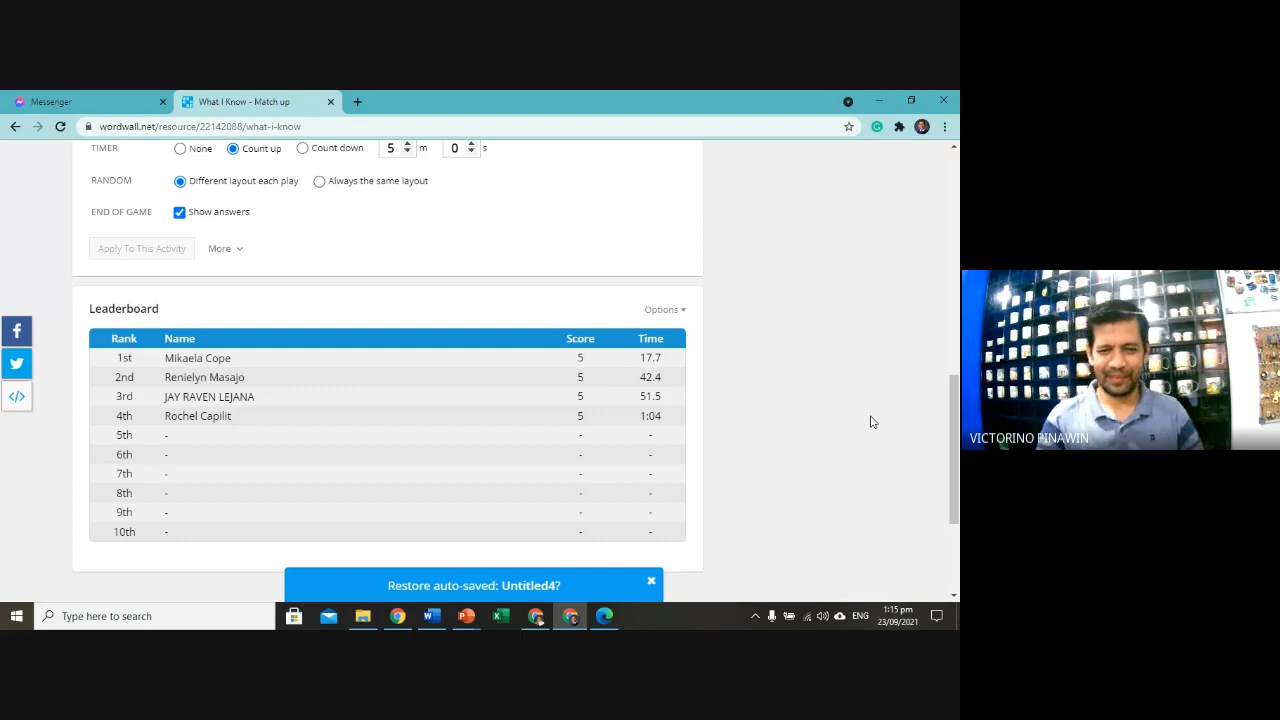 Messenger
What I Know - Match up
wordwall.net/resource/22142088/what-i-know
TIMER None Count up Count down 5 m 0 s
RANDOM Different layout each play Always the same layout
END OF GAME Show answers
Apply To This Activity More
Leaderboard Options
Rank Name Score Time
1st Mikaela Cope 5 17.7
2nd Renielyn Masajo 5 42.4
3rd JAY RAVEN LEJANA 5 51.5
4th Rochel Capilit 5 1:04
5th - - -
6th - - -
7th - - -
8th - - -
9th - - -
10th - - -
Restore auto-saved: Untitled4?
Type here to search
ENG
1:15 pm
23/09/2021
VICTORINO PINAWIN